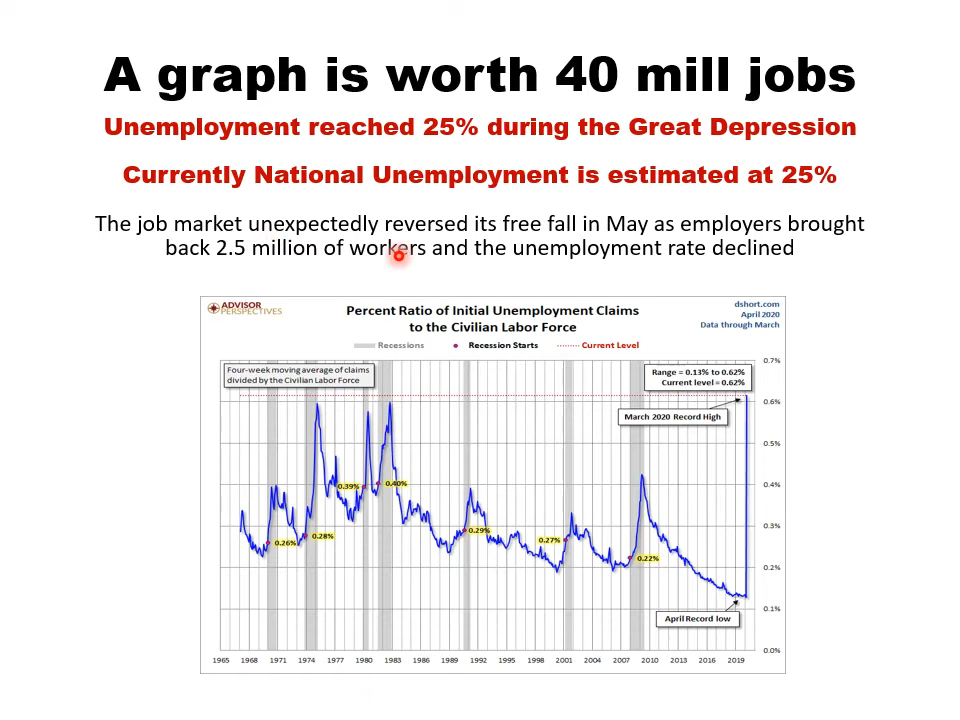 A graph is worth 40 mill jobs
Unemployment reached 25% during the Great Depression
Currently National Unemployment is estimated at 25%
The job market unexpectedly reversed its free fall in May as employers brought
back 2.5 million of workers and the unemployment rate declined
ADVISOR
PERSPECTIVES
Percent Ratio of Initial Unemployment Claims
to the Civilian Labor Force
dshort.com
April 2020
Data through March
Recessions
Recession Starts
Current Level
Four-week moving average of claims
divided by the Civilian Labor Force
Range = 0.13% to 0.62%
Current level = 0.62%
March 2020 Record High
0.7%
0.6%
0.5%
0.4%
0.3%
0.2%
0.1%
0.0%
0.26%
0.28%
0.39%
0.40%
0.29%
0.27%
0.22%
April Record low
1965 1968 1971 1974 1977 1980 1983 1986 1989 1992 1995 1998 2001 2004 2007 2010 2013 2016 2019